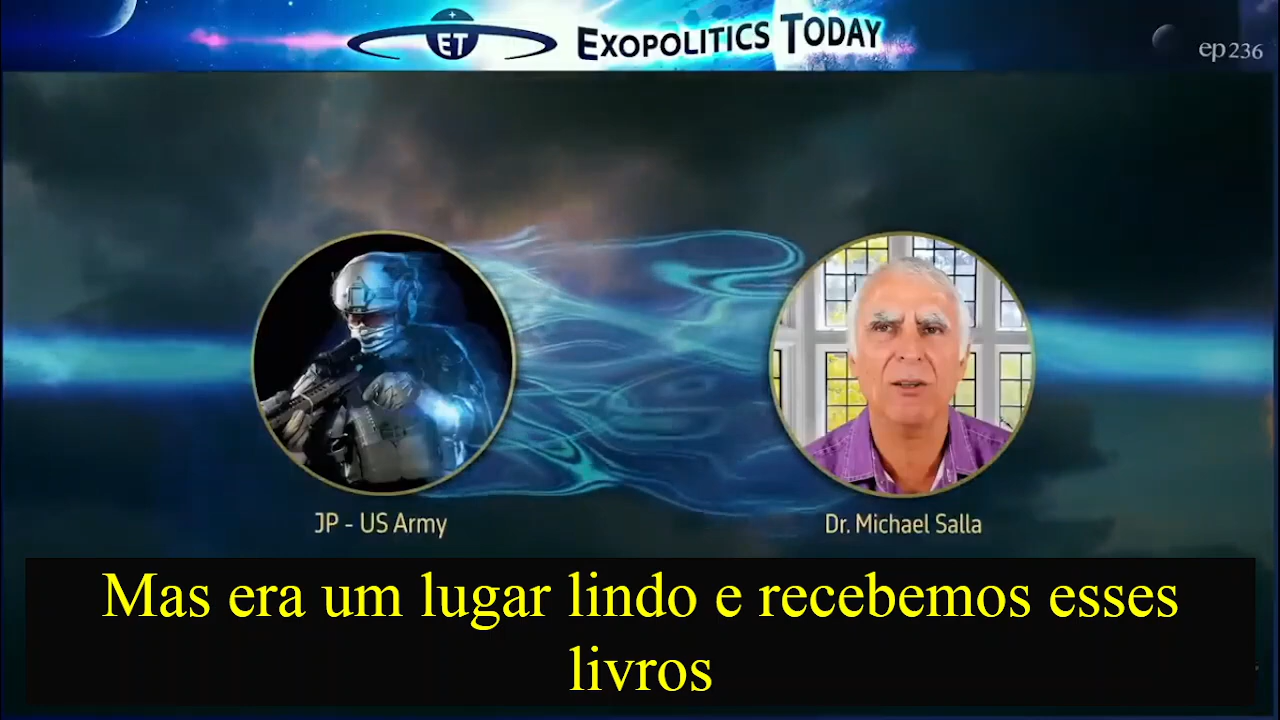 ET EXOPOLITICS TODAY
ep236
JP - US Army
Dr. Michael Salla
Mas era um lugar lindo e recebemos esses
livros